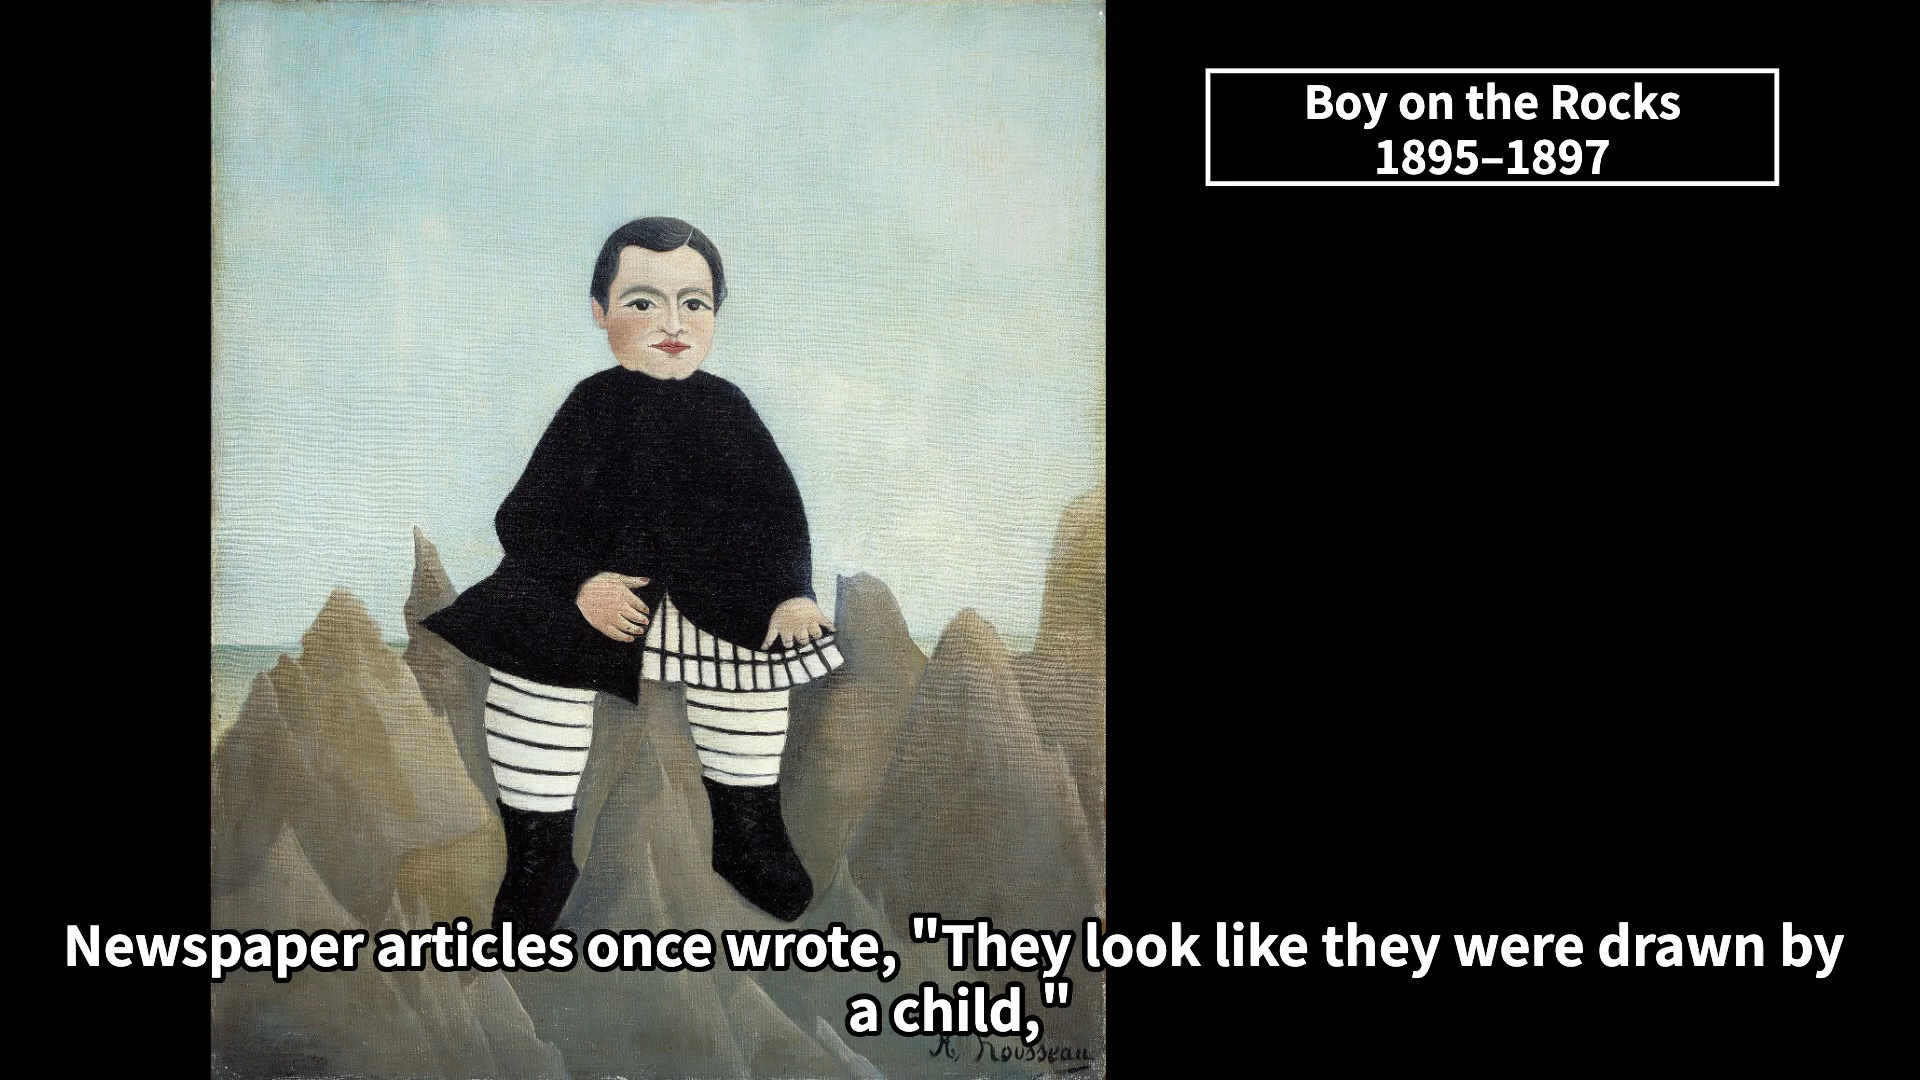 Boy on the Rocks
1895–1897
Newspaper articles once wrote, "They look like they were drawn by
a child,"
H. Rousseau